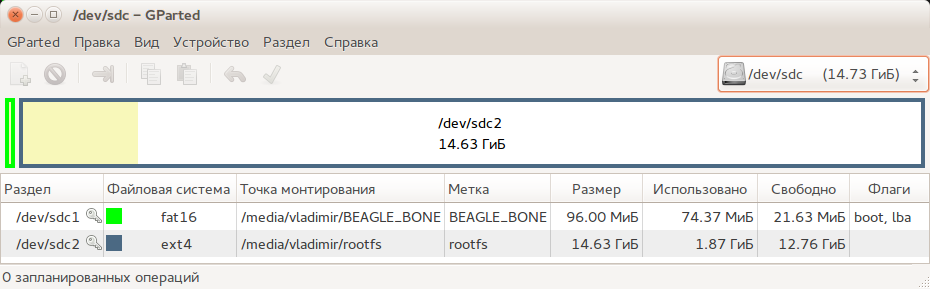 /dev/sdc – GParted
GParted Правка Вид Устройство Раздел Справка
/dev/sdc (14.73 ГиБ)
/dev/sdc2
14.63 ГиБ
Раздел Файловая система Точка монтирования Метка Размер Использовано Свободно Флаги
/dev/sdc1 fat16 /media/vladimir/BEAGLE_BONE BEAGLE_BONE 96.00 МиБ 74.37 МиБ 21.63 МиБ boot, lba
/dev/sdc2 ext4 /media/vladimir/rootfs rootfs 14.63 ГиБ 1.87 ГиБ 12.76 ГиБ
0 запланированных операций